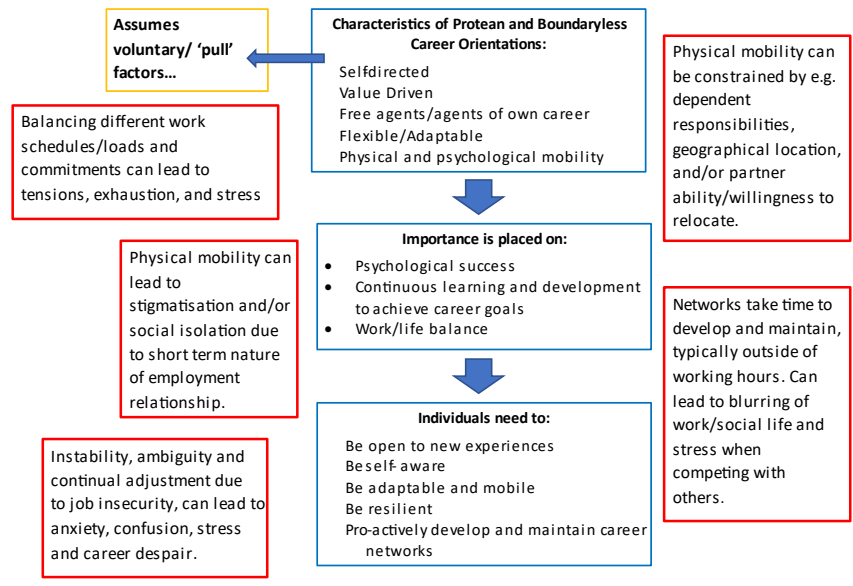 Assumes
voluntary/ ‘pull’
factors…
Characteristics of Protean and Boundaryless
Career Orientations:
Selfdirected
Value Driven
Free agents/agents of own career
Flexible/Adaptable
Physical and psychological mobility
Physical mobility can
be constrained by e.g.
dependent
responsibilities,
geographical location,
and/or partner
ability/willingness to
relocate.
Balancing different work
schedules/loads and
commitments can lead to
tensions, exhaustion, and stress
Importance is placed on:
• Psychological success
• Continuous learning and development
to achieve career goals
• Work/life balance
Physical mobility can
lead to
stigmatisation and/or
social isolation due
to short term nature
of employment
relationship.
Networks take time to
develop and maintain,
typically outside of
working hours. Can
lead to blurring of
work/social life and
stress when
competing with
others.
Individuals need to:
Be open to new experiences
Be self- aware
Be adaptable and mobile
Be resilient
Pro-actively develop and maintain career
networks
Instability, ambiguity and
continual adjustment due
to job insecurity, can lead to
anxiety, confusion, stress
and career despair.